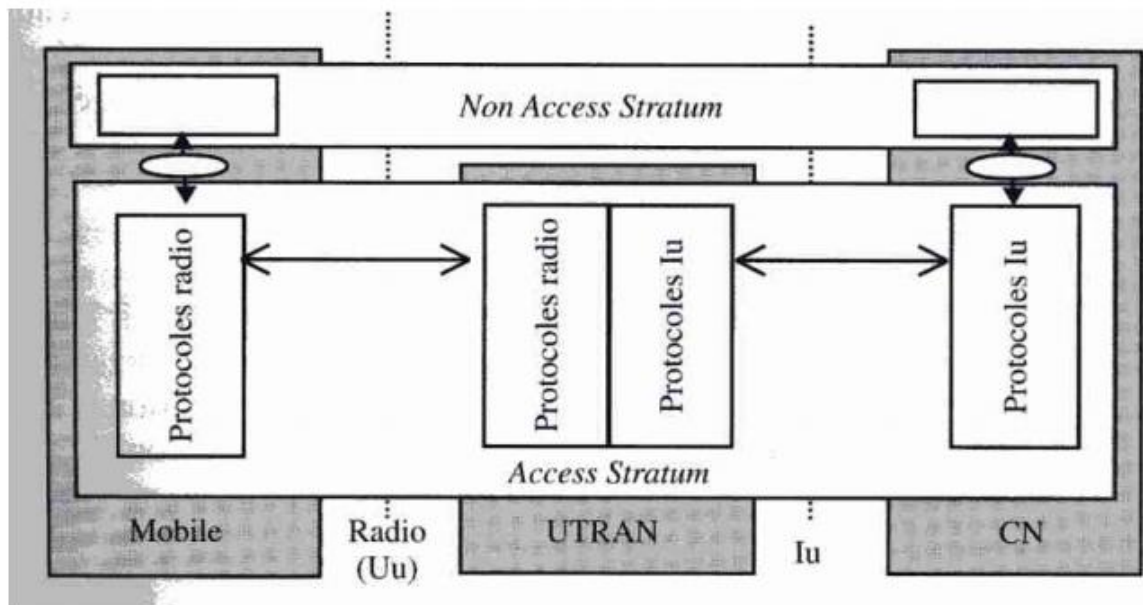 Non Access Stratum
Protocoles radio
Protocoles radio
Protocoles Iu
Protocoles Iu
Access Stratum
Mobile
Radio
(Uu)
UTRAN
Iu
CN